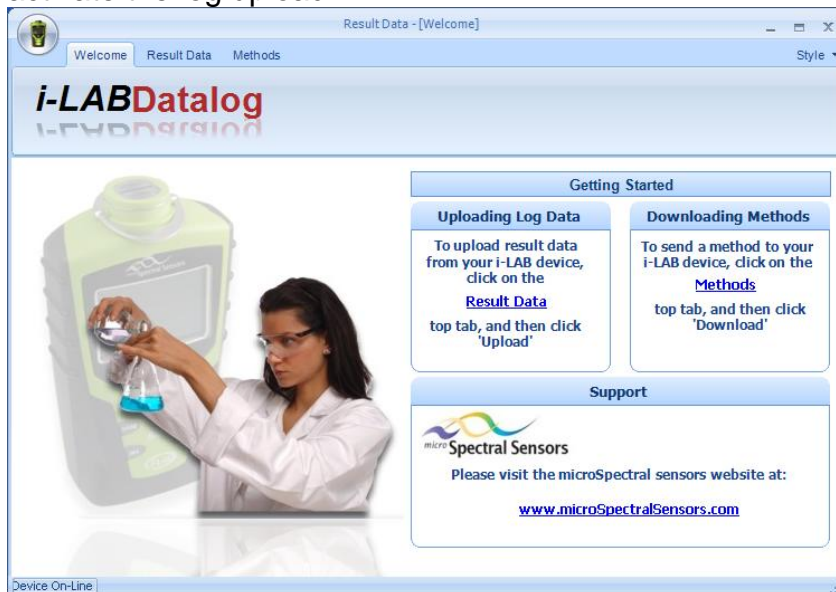 Result Data - [Welcome]
Welcome Result Data Methods
Style
i-LABDatalog
Getting Started
Uploading Log Data
To upload result data
from your i-LAB device,
click on the
Result Data
top tab, and then click
'Upload'
Downloading Methods
To send a method to your
i-LAB device, click on the
Methods
top tab, and then click
'Download'
Support
micro Spectral Sensors
Please visit the microSpectral sensors website at:
www.microSpectralSensors.com
Device On-Line